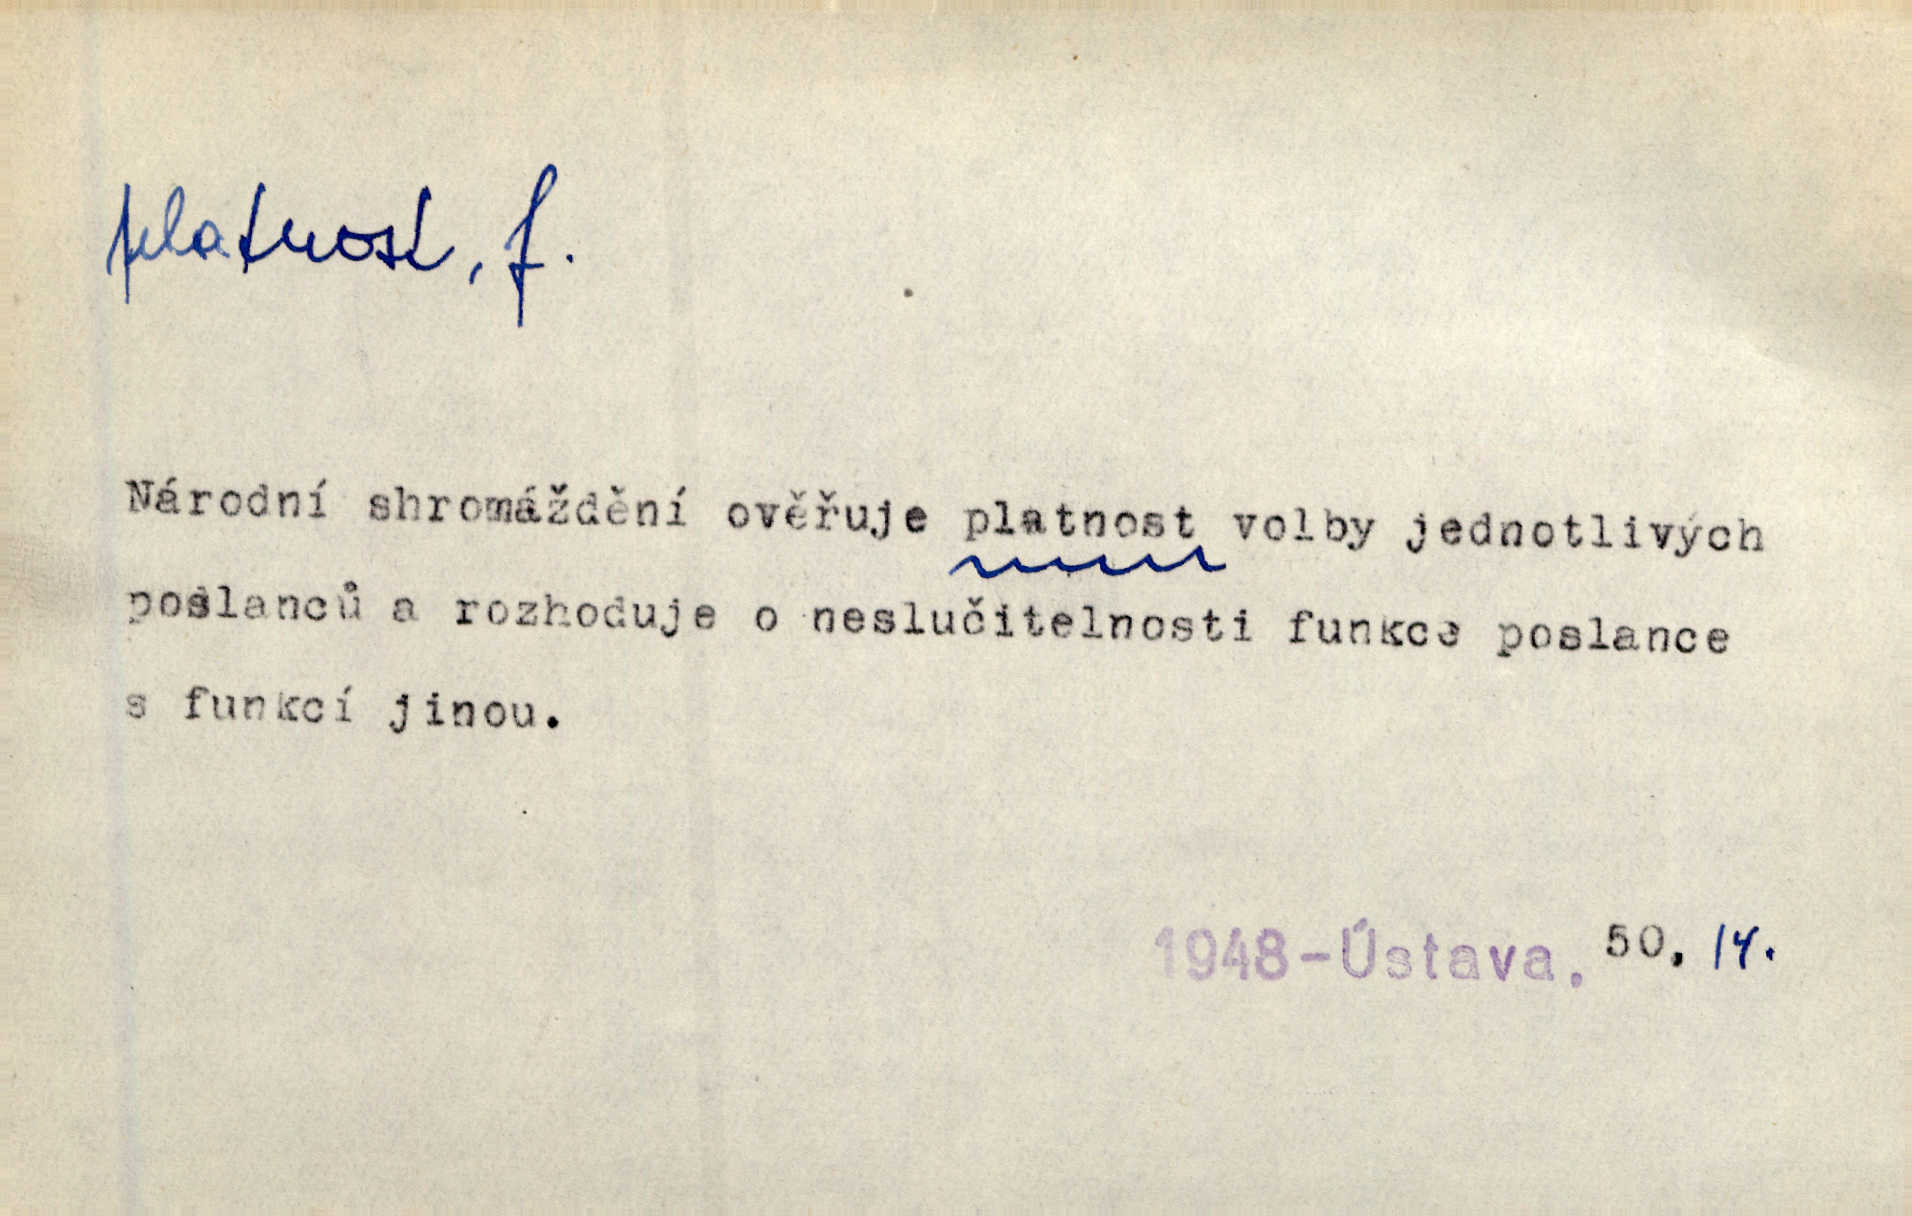 platnost, f.
Národní shromáždění ověřuje platnost volby jednotlivých
poslanců a rozhoduje o neslučitelnosti funkce poslance
s funkcí jinou.
1948-Ústava. 50. 14.